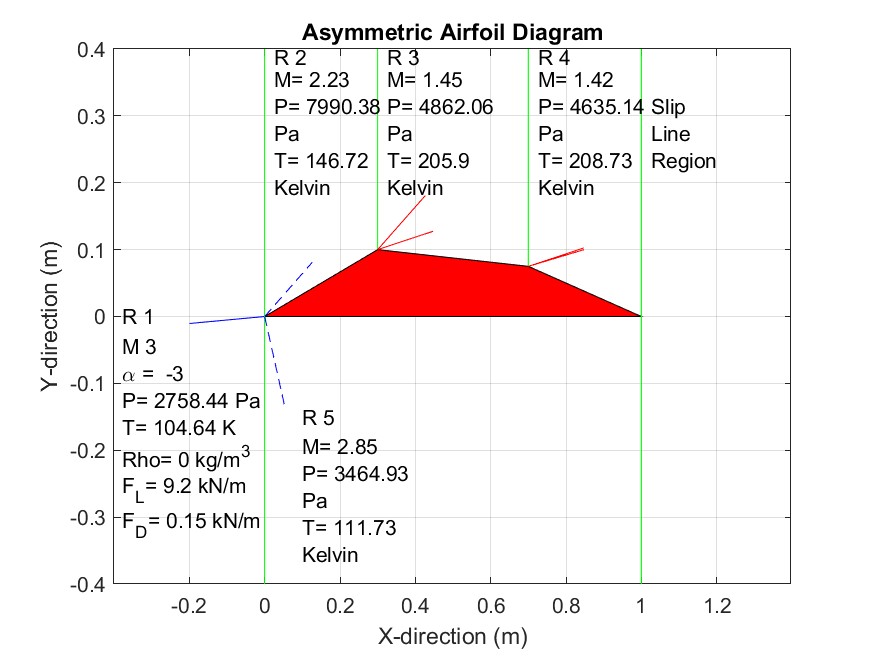 Asymmetric Airfoil Diagram
0.4
0.3
0.2
0.1
0
-0.1
-0.2
-0.3
-0.4
Y-direction (m)
R 2
M= 2.23
P= 7990.38
Pa
T= 146.72
Kelvin
R 3
M= 1.45
P= 4862.06
Pa
T= 205.9
Kelvin
R 4
M= 1.42
P= 4635.14
Pa
T= 208.73
Kelvin
Slip
Line
Region
R 1
M 3
α = -3
P= 2758.44 Pa
T= 104.64 K
Rho= 0 kg/m³
F_L= 9.2 kN/m
F_D= 0.15 kN/m
R 5
M= 2.85
P= 3464.93
Pa
T= 111.73
Kelvin
-0.2 0 0.2 0.4 0.6 0.8 1 1.2
X-direction (m)